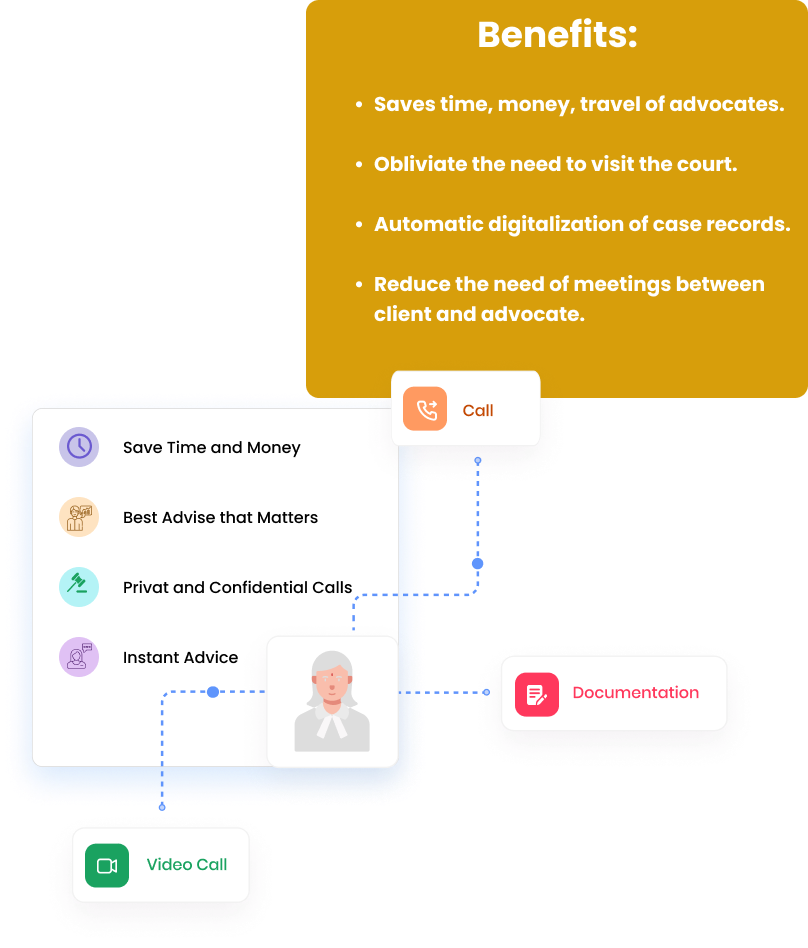 Benefits:
• Saves time, money, travel of advocates.
• Obliviate the need to visit the court.
• Automatic digitalization of case records.
• Reduce the need of meetings between
client and advocate.
Call
Save Time and Money
Best Advise that Matters
Privat and Confidential Calls
Instant Advice
Documentation
Video Call